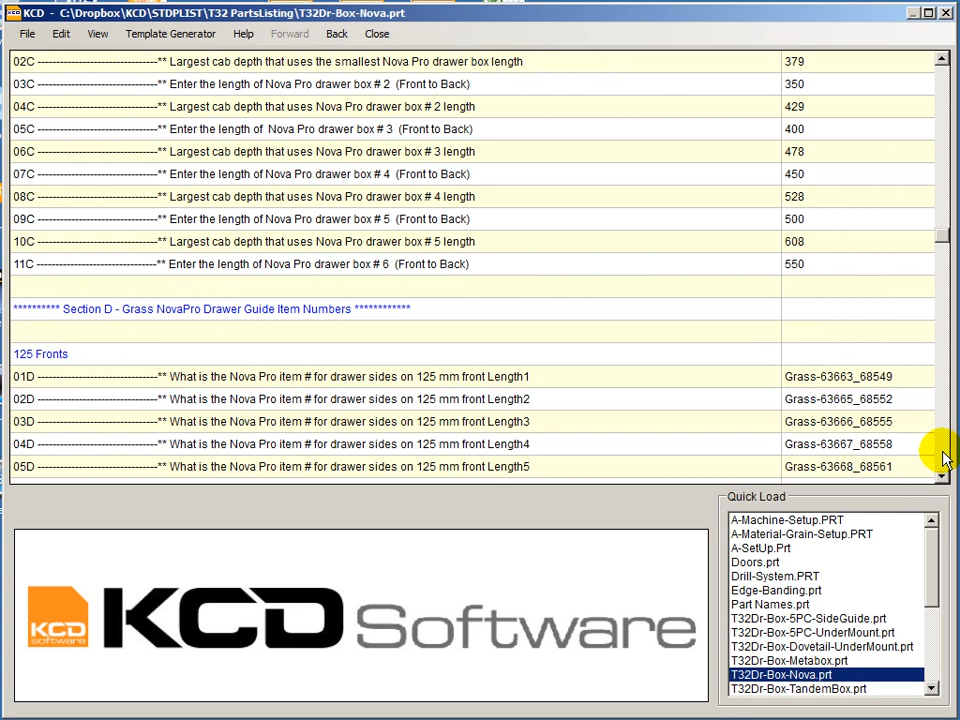 KCD - C:\Dropbox\KCD\STDPLIST\T32 PartsListing\T32Dr-Box-Nova.prt
File Edit View Template Generator Help Forward Back Close
02C --------------------------------** Largest cab depth that uses the smallest Nova Pro drawer box length 379
03C --------------------------------** Enter the length of Nova Pro drawer box # 2 (Front to Back) 350
04C --------------------------------** Largest cab depth that uses Nova Pro drawer box # 2 length 429
05C --------------------------------** Enter the length of Nova Pro drawer box # 3 (Front to Back) 400
06C --------------------------------** Largest cab depth that uses Nova Pro drawer box # 3 length 478
07C --------------------------------** Enter the length of Nova Pro drawer box # 4 (Front to Back) 450
08C --------------------------------** Largest cab depth that uses Nova Pro drawer box # 4 length 528
09C --------------------------------** Enter the length of Nova Pro drawer box # 5 (Front to Back) 500
10C --------------------------------** Largest cab depth that uses Nova Pro drawer box # 5 length 608
11C --------------------------------** Enter the length of Nova Pro drawer box # 6 (Front to Back) 550
********** Section D - Grass NovaPro Drawer Guide Item Numbers ************
125 Fronts
01D --------------------------------** What is the Nova Pro item # for drawer sides on 125 mm front Length1 Grass-63663_68549
02D --------------------------------** What is the Nova Pro item # for drawer sides on 125 mm front Length2 Grass-63665_68552
03D --------------------------------** What is the Nova Pro item # for drawer sides on 125 mm front Length3 Grass-63666_68555
04D --------------------------------** What is the Nova Pro item # for drawer sides on 125 mm front Length4 Grass-63667_68558
05D --------------------------------** What is the Nova Pro item # for drawer sides on 125 mm front Length5 Grass-63668_68561
Quick Load
A-Machine-Setup.PRT
A-Material-Grain-Setup.PRT
A-SetUp.Prt
Doors.prt
Drill-System.PRT
Edge-Banding.prt
Part Names.prt
T32Dr-Box-5PC-SideGuide.prt
T32Dr-Box-5PC-UnderMount.prt
T32Dr-Box-Dovetail-UnderMount.prt
T32Dr-Box-Metabox.prt
T32Dr-Box-Nova.prt
T32Dr-Box-TandemBox.prt
KCD software
KCD Software